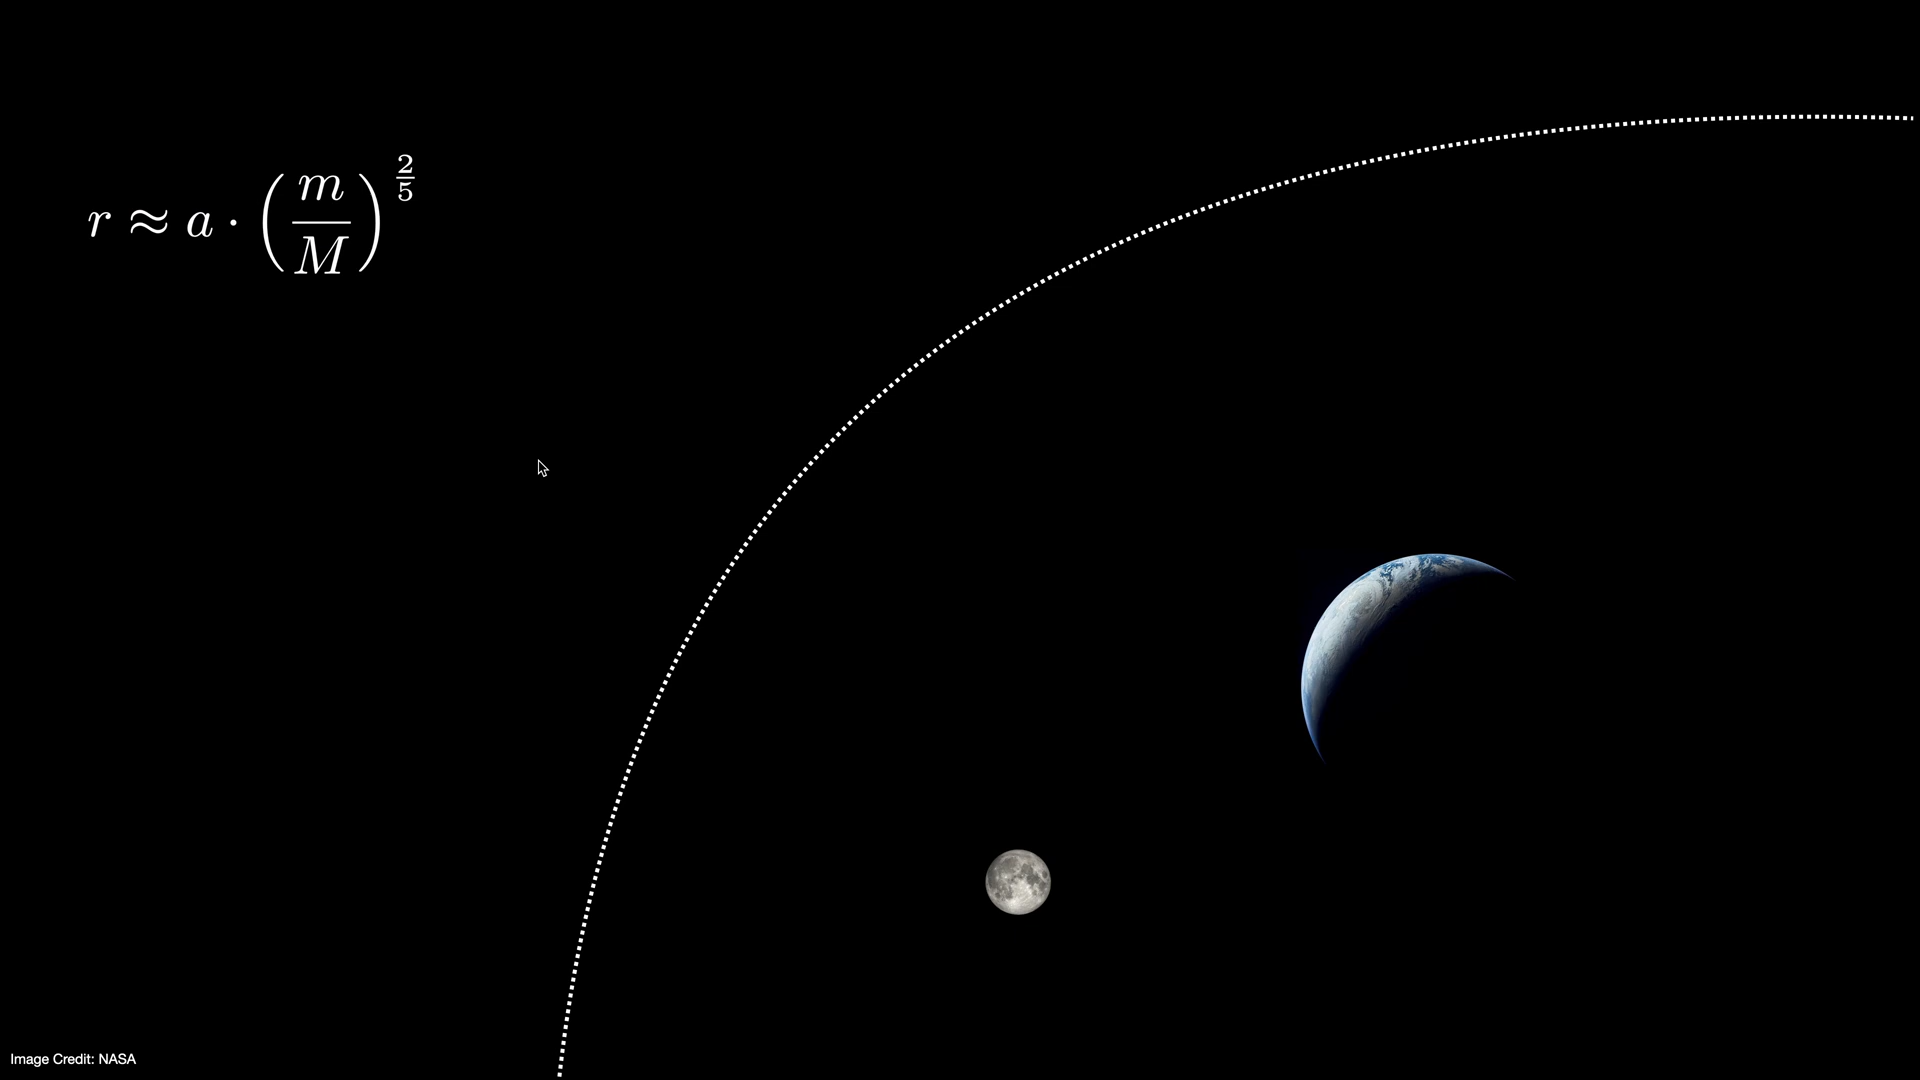 r ≈ a · (m/M)^{2/5}
Image Credit: NASA